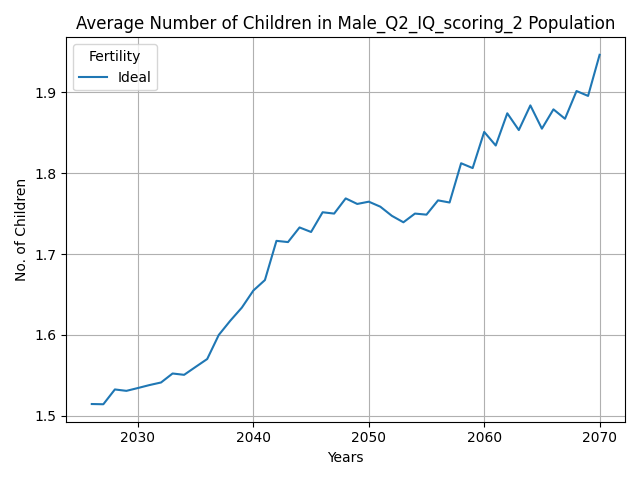 Average Number of Children in Male_Q2_IQ_scoring_2 Population
Fertility
Ideal
No. of Children
1.9
1.8
1.7
1.6
1.5
2030 2040 2050 2060 2070
Years